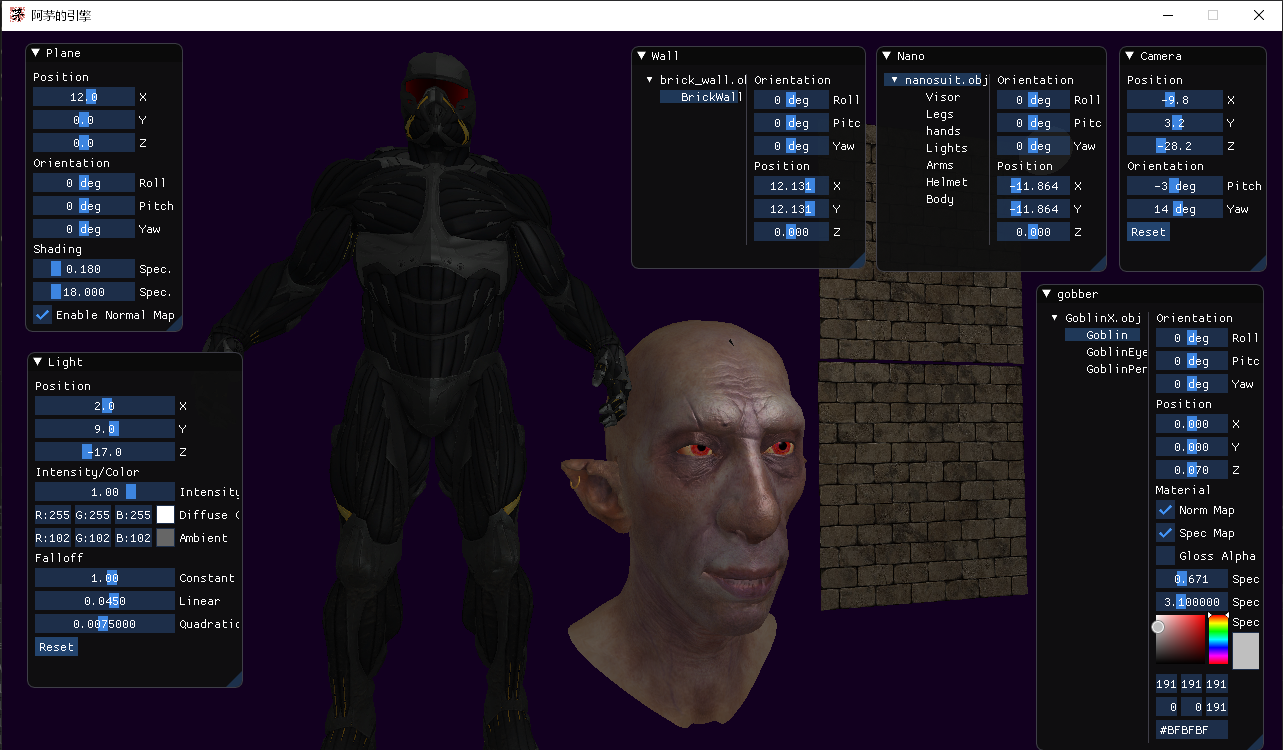 阿茅的引擎
Plane
Position
12.0 X
0.0 Y
0.0 Z
Orientation
0 deg Roll
0 deg Pitch
0 deg Yaw
Shading
0.180 Spec.
18.000 Spec.
Enable Normal Map
Light
Position
2.0 X
9.0 Y
-17.0 Z
Intensity/Color
1.00 Intensity
R:255 G:255 B:255 Diffuse
R:102 G:102 B:102 Ambient
Falloff
1.00 Constant
0.0450 Linear
0.0075000 Quadratic
Reset
Wall
brick_wall.ob
BrickWall
Orientation
0 deg Roll
0 deg Pitc
0 deg Yaw
Position
12.131 X
12.131 Y
0.000 Z
Nano
nanosuit.obj
Visor
Legs
hands
Lights
Arms
Helmet
Body
Orientation
0 deg Roll
0 deg Pitc
0 deg Yaw
Position
-11.864 X
-11.864 Y
0.000 Z
Camera
Position
-9.8 X
3.2 Y
-28.2 Z
Orientation
-3 deg Pitch
14 deg Yaw
Reset
gobber
GoblinX.obj
Goblin
GoblinEye
GoblinPer
Orientation
0 deg Roll
0 deg Pitc
0 deg Yaw
Position
0.000 X
0.000 Y
0.070 Z
Material
Norm Map
Spec Map
Gloss Alpha
0.671 Spec
3.100000 Spec
Spec
191 191 191
0 0 191
#BFBFBF